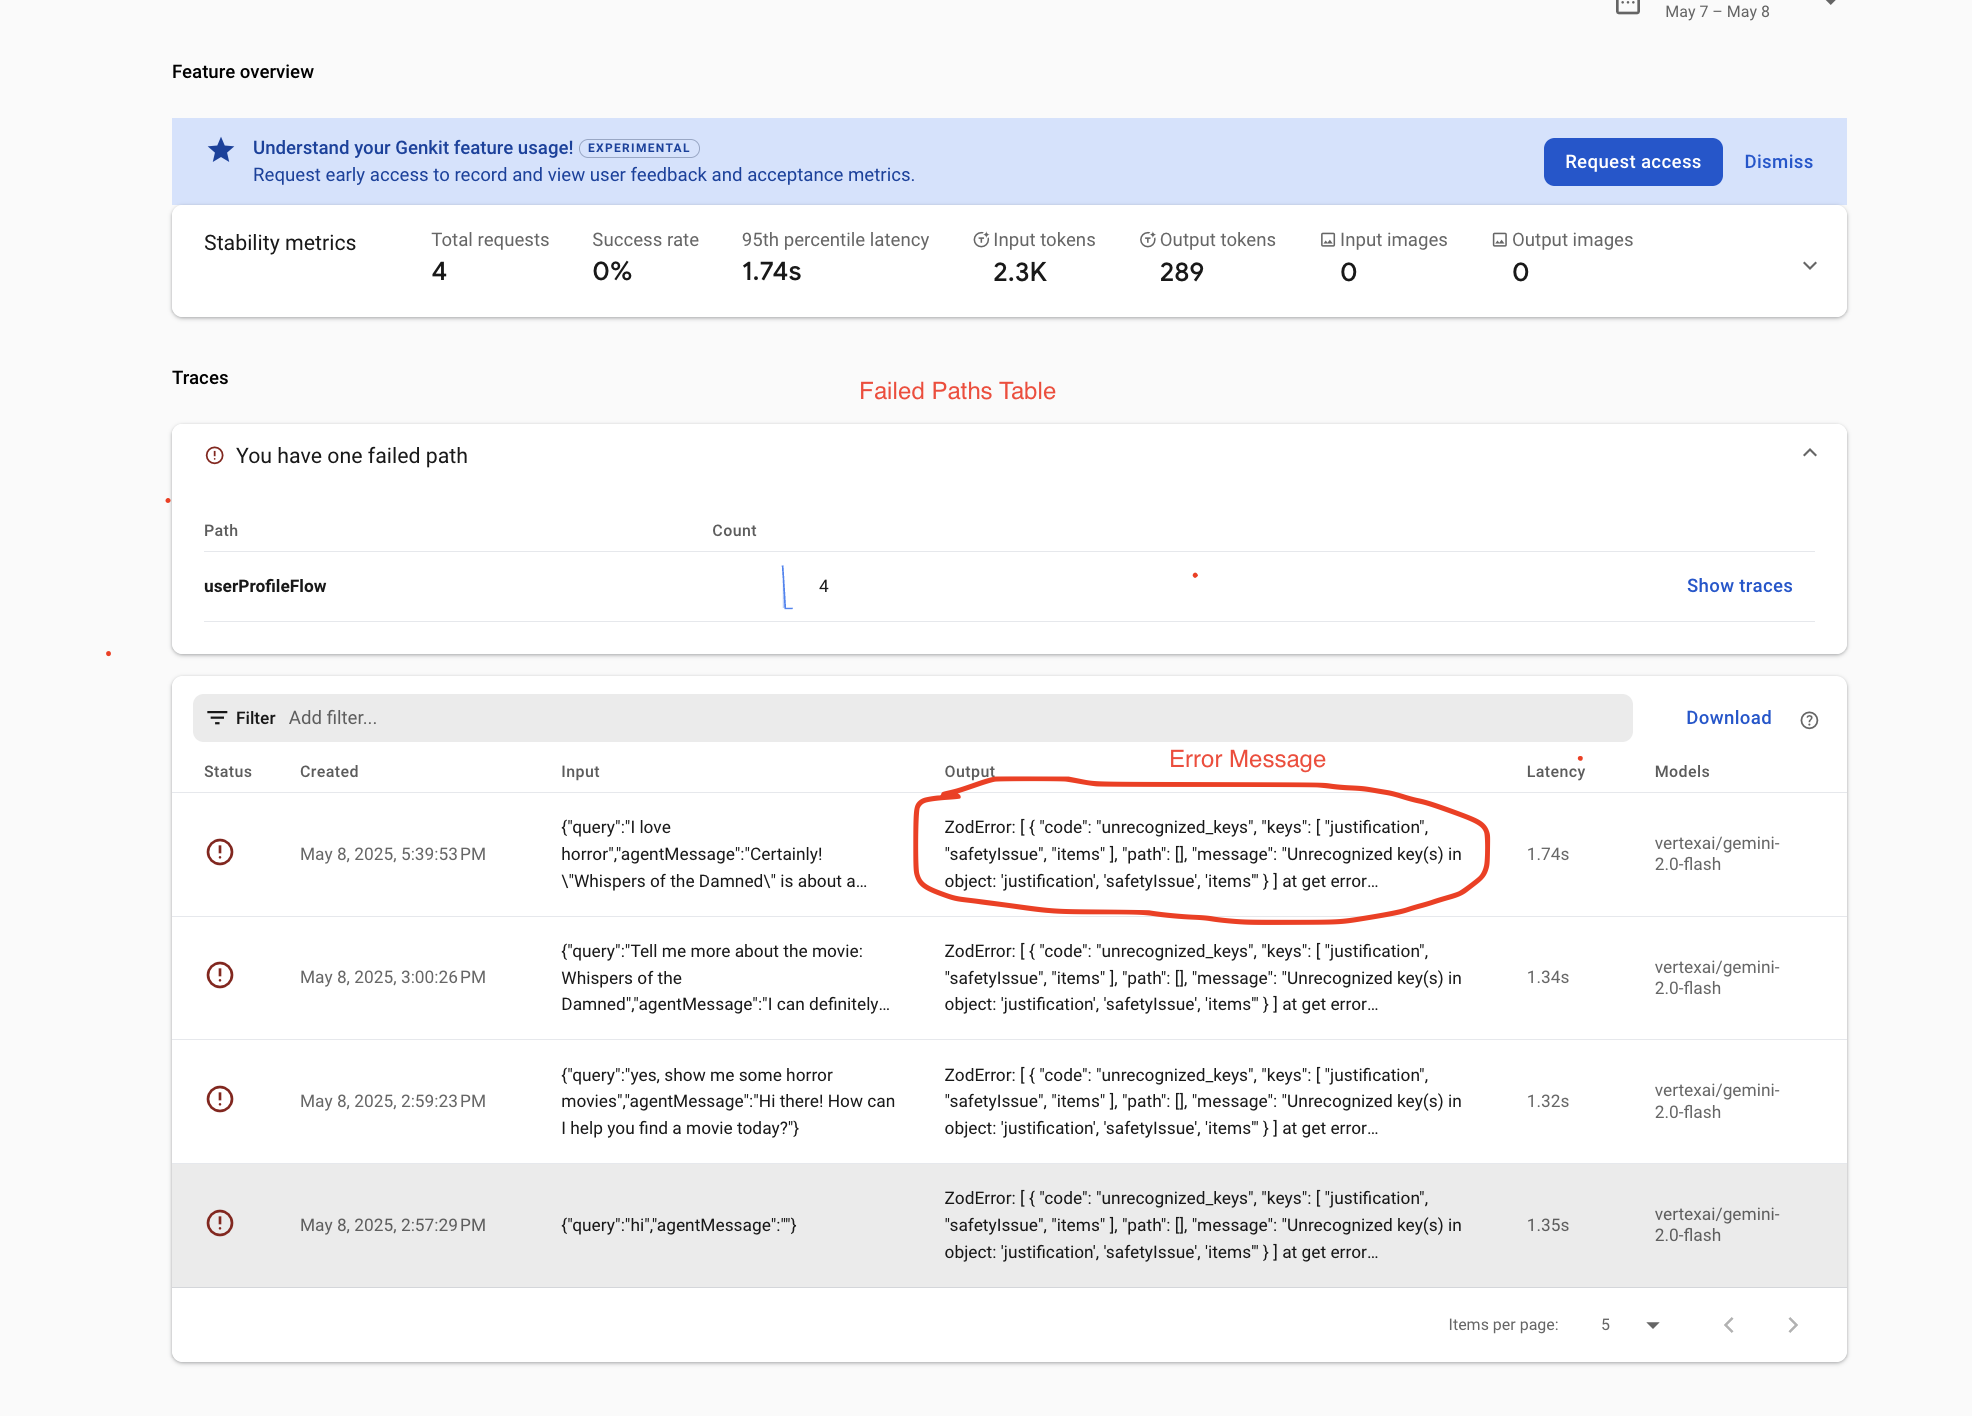 May 7 – May 8
Feature overview
Understand your Genkit feature usage! EXPERIMENTAL
Request early access to record and view user feedback and acceptance metrics.
Request access
Dismiss
Stability metrics
Total requests
4
Success rate
0%
95th percentile latency
1.74s
Input tokens
2.3K
Output tokens
289
Input images
0
Output images
0
Traces
Failed Paths Table
You have one failed path
Path Count
userProfileFlow 4 Show traces
Filter Add filter...
Download
Error Message
Status Created Input Output Latency Models
May 8, 2025, 5:39:53 PM
{"query":"I love
horror","agentMessage":"Certainly!
\"Whispers of the Damned\" is about a...
ZodError: [ { "code": "unrecognized_keys", "keys": [ "justification",
"safetyIssue", "items" ], "path": [], "message": "Unrecognized key(s) in
object: 'justification', 'safetyIssue', 'items'" } ] at get error...
1.74s
vertexai/gemini-
2.0-flash
May 8, 2025, 3:00:26 PM
{"query":"Tell me more about the movie:
Whispers of the
Damned","agentMessage":"I can definitely...
ZodError: [ { "code": "unrecognized_keys", "keys": [ "justification",
"safetyIssue", "items" ], "path": [], "message": "Unrecognized key(s) in
object: 'justification', 'safetyIssue', 'items'" } ] at get error...
1.34s
vertexai/gemini-
2.0-flash
May 8, 2025, 2:59:23 PM
{"query":"yes, show me some horror
movies","agentMessage":"Hi there! How can
I help you find a movie today?"}
ZodError: [ { "code": "unrecognized_keys", "keys": [ "justification",
"safetyIssue", "items" ], "path": [], "message": "Unrecognized key(s) in
object: 'justification', 'safetyIssue', 'items'" } ] at get error...
1.32s
vertexai/gemini-
2.0-flash
May 8, 2025, 2:57:29 PM
{"query":"hi","agentMessage":""}
ZodError: [ { "code": "unrecognized_keys", "keys": [ "justification",
"safetyIssue", "items" ], "path": [], "message": "Unrecognized key(s) in
object: 'justification', 'safetyIssue', 'items'" } ] at get error...
1.35s
vertexai/gemini-
2.0-flash
Items per page: 5